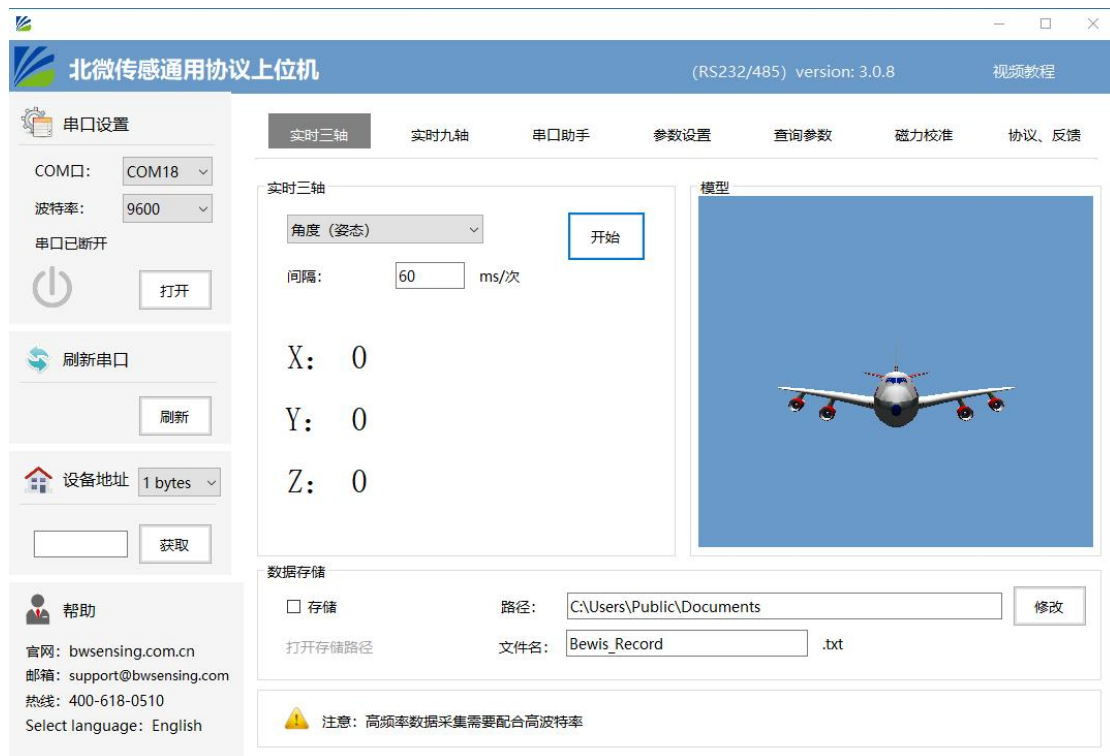 北微传感通用协议上位机
(RS232/485) version: 3.0.8
视频教程
串口设置
COM口:
COM18
波特率:
9600
串口已断开
打开
刷新串口
刷新
设备地址
1 bytes
获取
帮助
官网: bwsensing.com.cn
邮箱: support@bwsensing.com
热线: 400-618-0510
Select language: English
实时三轴
实时九轴
串口助手
参数设置
查询参数
磁力校准
协议、反馈
实时三轴
角度（姿态）
开始
间隔:
60
ms/次
X: 0
Y: 0
Z: 0
模型
数据存储
存储
路径:
C:\Users\Public\Documents
修改
打开存储路径
文件名:
Bewis_Record
.txt
注意: 高频率数据采集需要配合高波特率